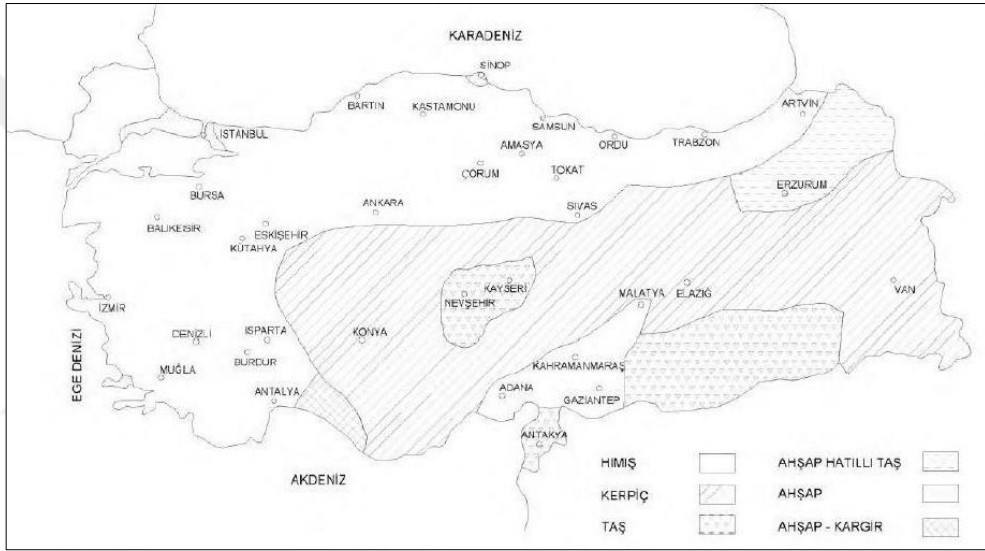 KARADENİZ
SİNOP
BARTIN
KASTAMONU
ARTVİN
İSTANBUL
SAMSUN
ORDU
TRABZON
AMASYA
ÇORUM
TOKAT
ERZURUM
BURSA
ANKARA
SİVAS
BALIKESİR
ESKİŞEHİR
KÜTAHYA
KAYSERİ
NEVŞEHİR
MALATYA
ELAZIĞ
VAN
İZMİR
EGE DENİZİ
DENİZLİ
ISPARTA
KONYA
BURDUR
KAHRAMANMARAŞ
MUĞLA
ANTALYA
ADANA
GAZİANTEP
ANTAKYA
AKDENİZ
HIMIŞ
AHŞAP HATILLI TAŞ
KERPİÇ
AHŞAP
TAŞ
AHŞAP - KARGİR